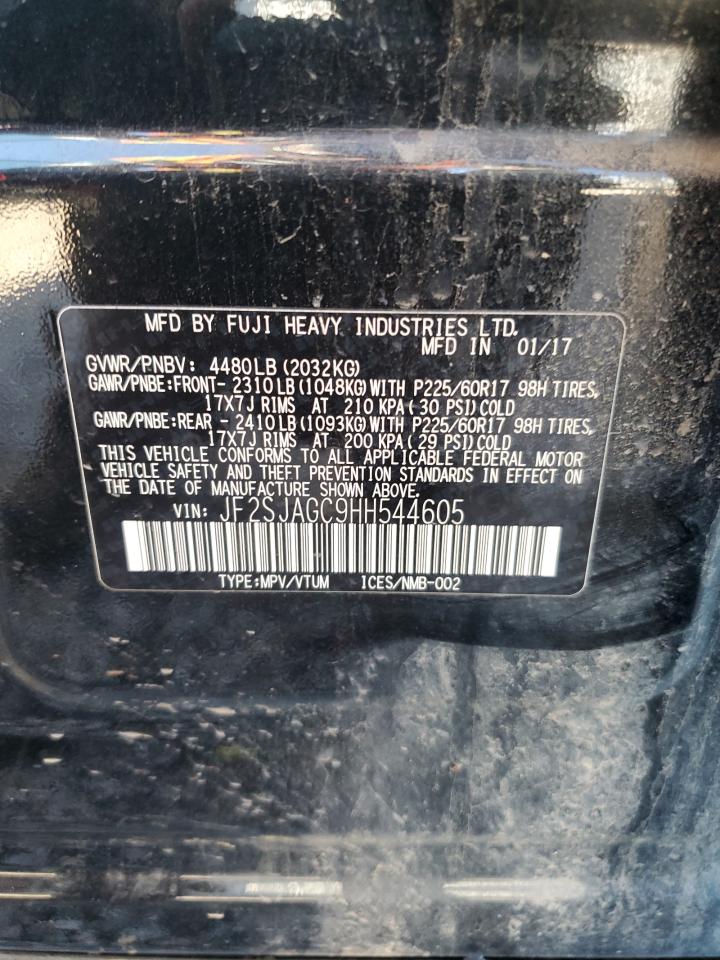 MFD BY FUJI HEAVY INDUSTRIES LTD.
MFD IN 01/17
GVWR/PNBV: 4480LB (2032KG)
GAWR/PNBE:FRONT- 2310LB(1048KG)WITH P225/60R17 98H TIRES,
17X7J RIMS AT 210 KPA( 30 PSI)COLD
GAWR/PNBE:REAR - 2410LB(1093KG)WITH P225/60R17 98H TIRES,
17X7J RIMS AT 200 KPA( 29 PSI)COLD
THIS VEHICLE CONFORMS TO ALL APPLICABLE FEDERAL MOTOR
VEHICLE SAFETY AND THEFT PREVENTION STANDARDS IN EFFECT ON
THE DATE OF MANUFACTURE SHOWN ABOVE.
VIN: JF2SJAGC9HH544605
TYPE:MPV/VTUM ICES/NMB-002